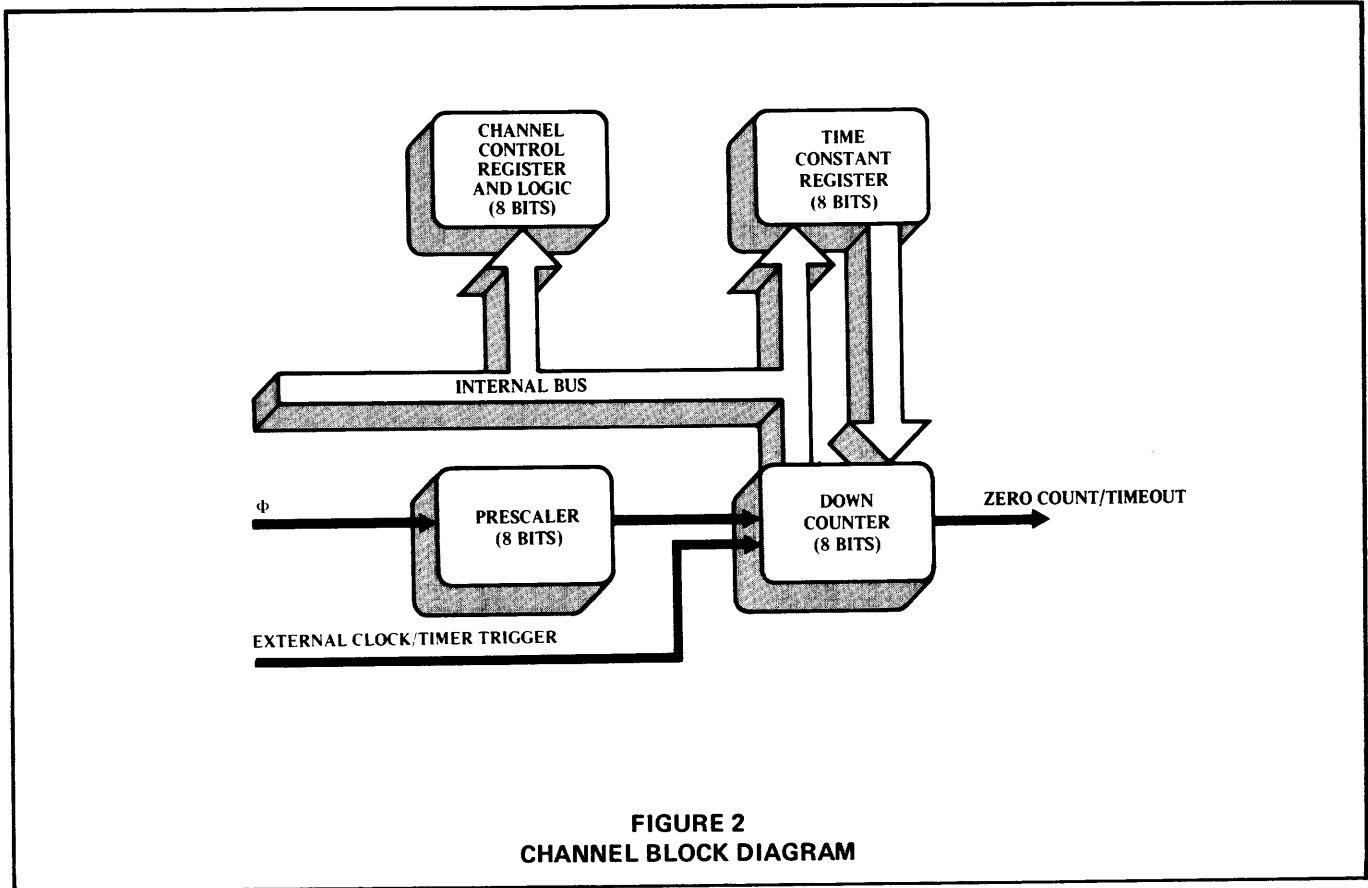 CHANNEL
CONTROL
REGISTER
AND LOGIC
(8 BITS)
TIME
CONSTANT
REGISTER
(8 BITS)
INTERNAL BUS
ф
PRESCALER
(8 BITS)
DOWN
COUNTER
(8 BITS)
ZERO COUNT/TIMEOUT
EXTERNAL CLOCK/TIMER TRIGGER
FIGURE 2
CHANNEL BLOCK DIAGRAM